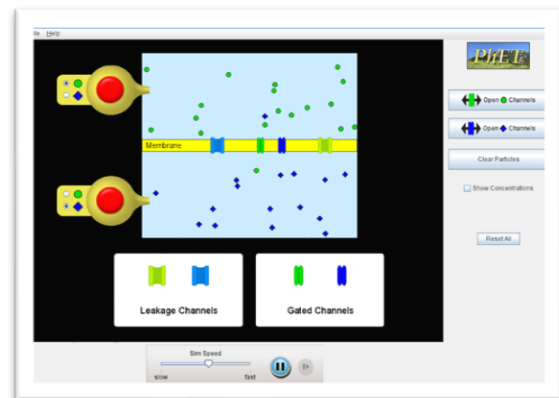 Help
PhET
Open Channels
Open Channels
Membrane
Clear Particles
Show Concentrations
Reset All
Leakage Channels
Gated Channels
Sim Speed
slow
fast